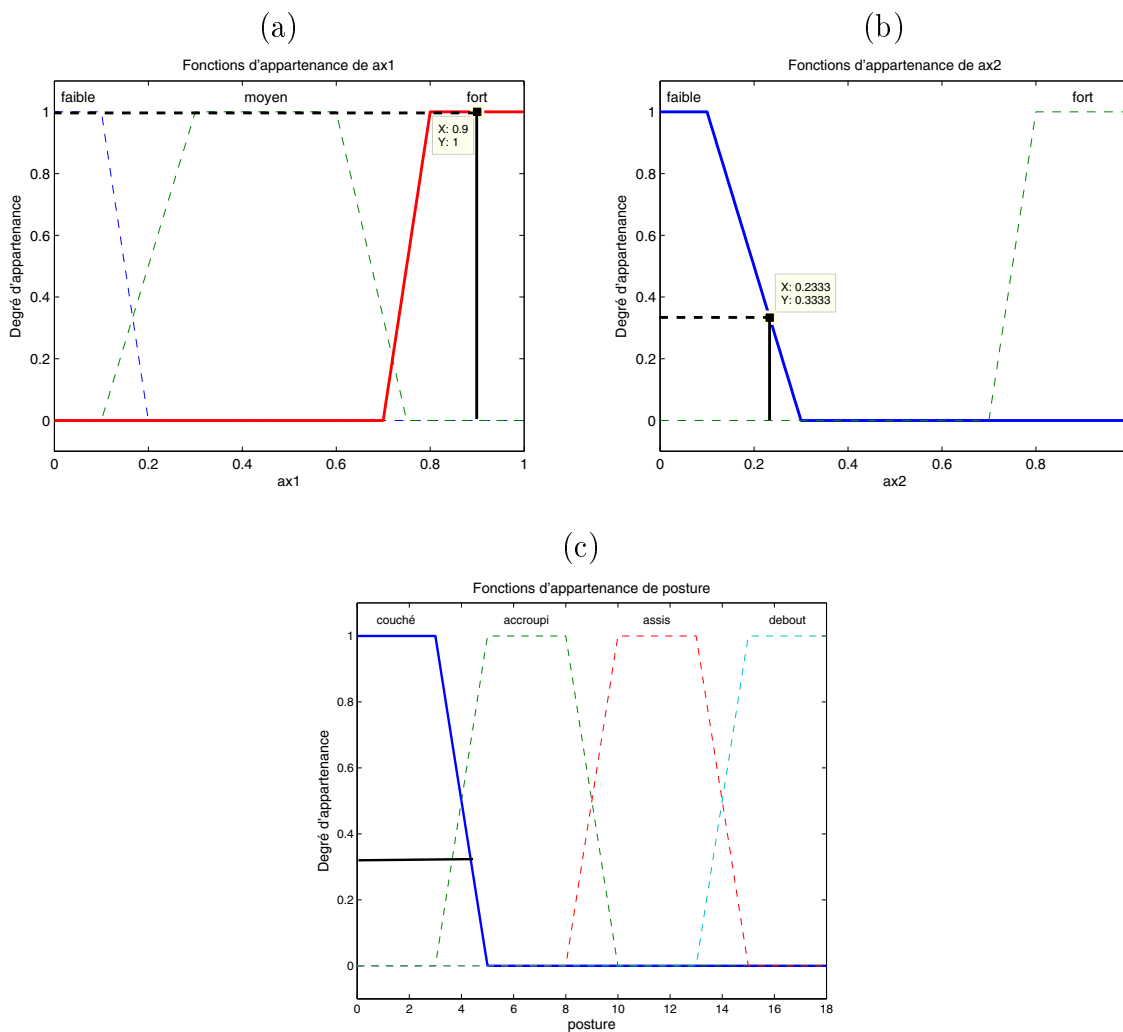 (a)
Fonctions d'appartenance de ax1
faible moyen fort
X: 0.9
Y: 1
Degré d'appartenance
1
0.8
0.6
0.4
0.2
0
0 0.2 0.4 0.6 0.8 1
ax1
(b)
Fonctions d'appartenance de ax2
faible fort
X: 0.2333
Y: 0.3333
Degré d'appartenance
1
0.8
0.6
0.4
0.2
0
0 0.2 0.4 0.6 0.8
ax2
(c)
Fonctions d'appartenance de posture
couché accroupi assis debout
Degré d'appartenance
1
0.8
0.6
0.4
0.2
0
0 2 4 6 8 10 12 14 16 18
posture